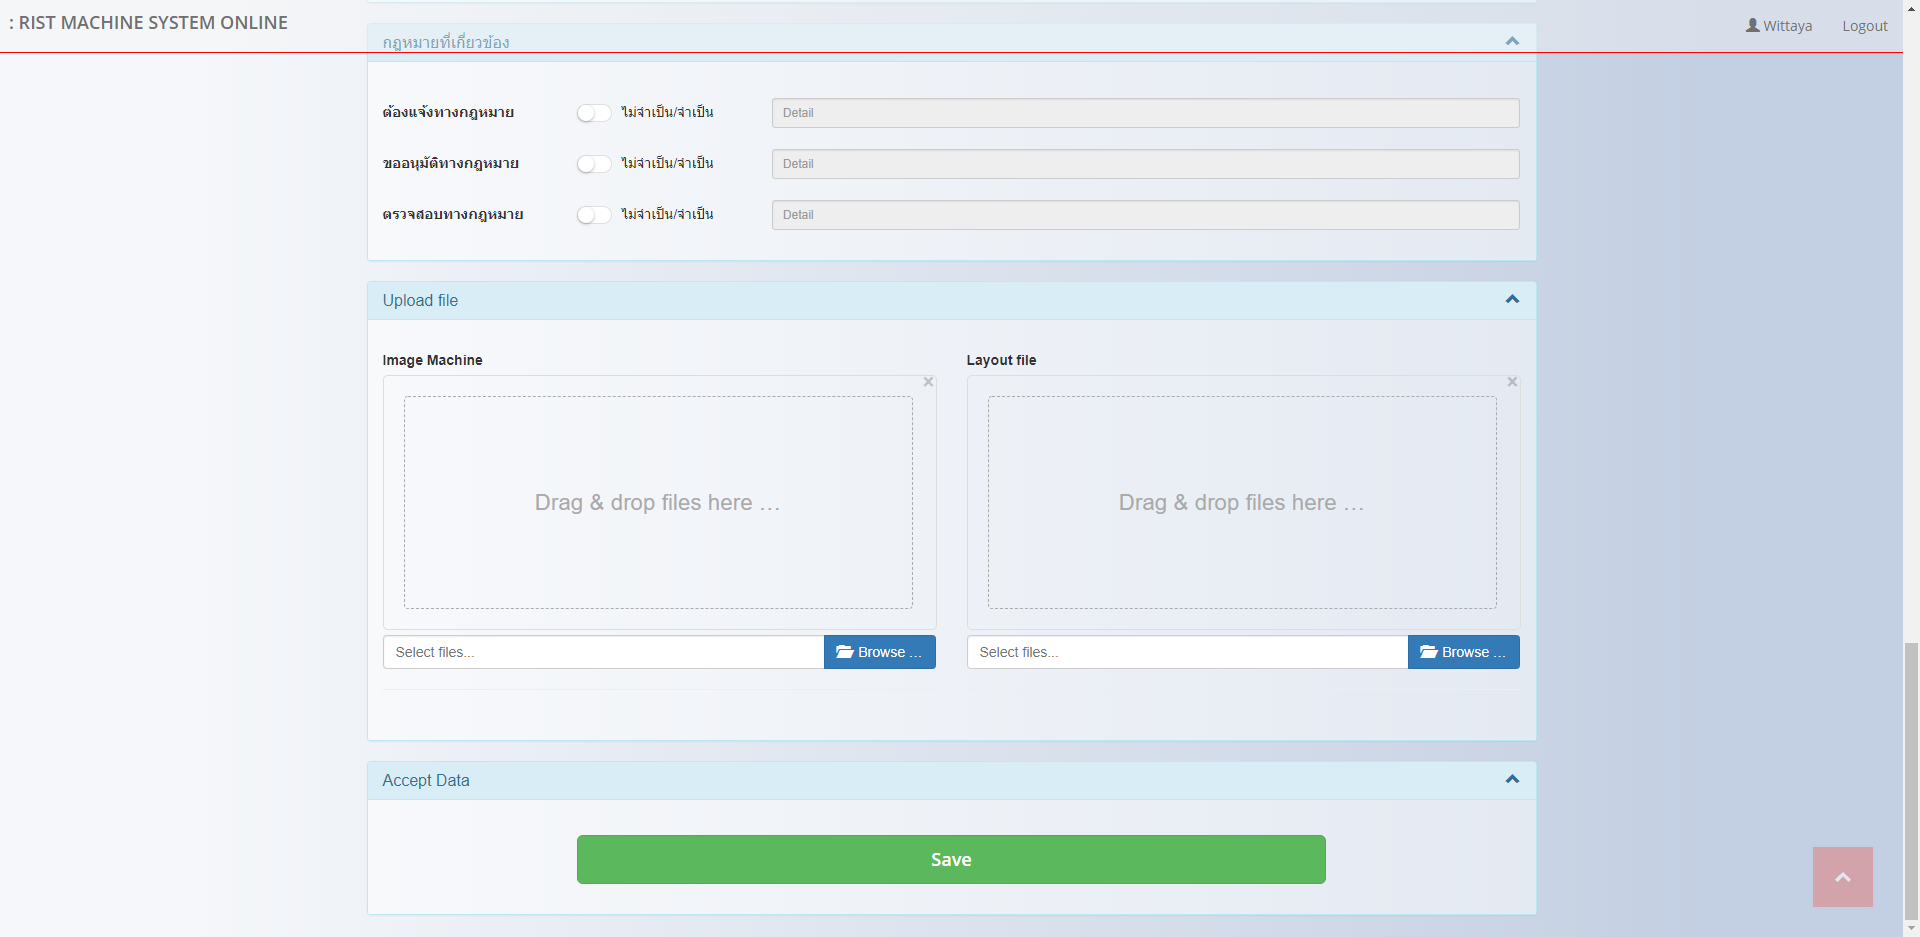 : RIST MACHINE SYSTEM ONLINE
Wittaya
Logout
กฎหมายที่เกี่ยวข้อง
ต้องแจ้งทางกฎหมาย
ไม่จำเป็น/จำเป็น
Detail
ขออนุมัติทางกฎหมาย
ไม่จำเป็น/จำเป็น
Detail
ตรวจสอบทางกฎหมาย
ไม่จำเป็น/จำเป็น
Detail
Upload file
Image Machine
Layout file
Drag & drop files here …
Drag & drop files here …
Select files...
Browse …
Select files...
Browse …
Accept Data
Save